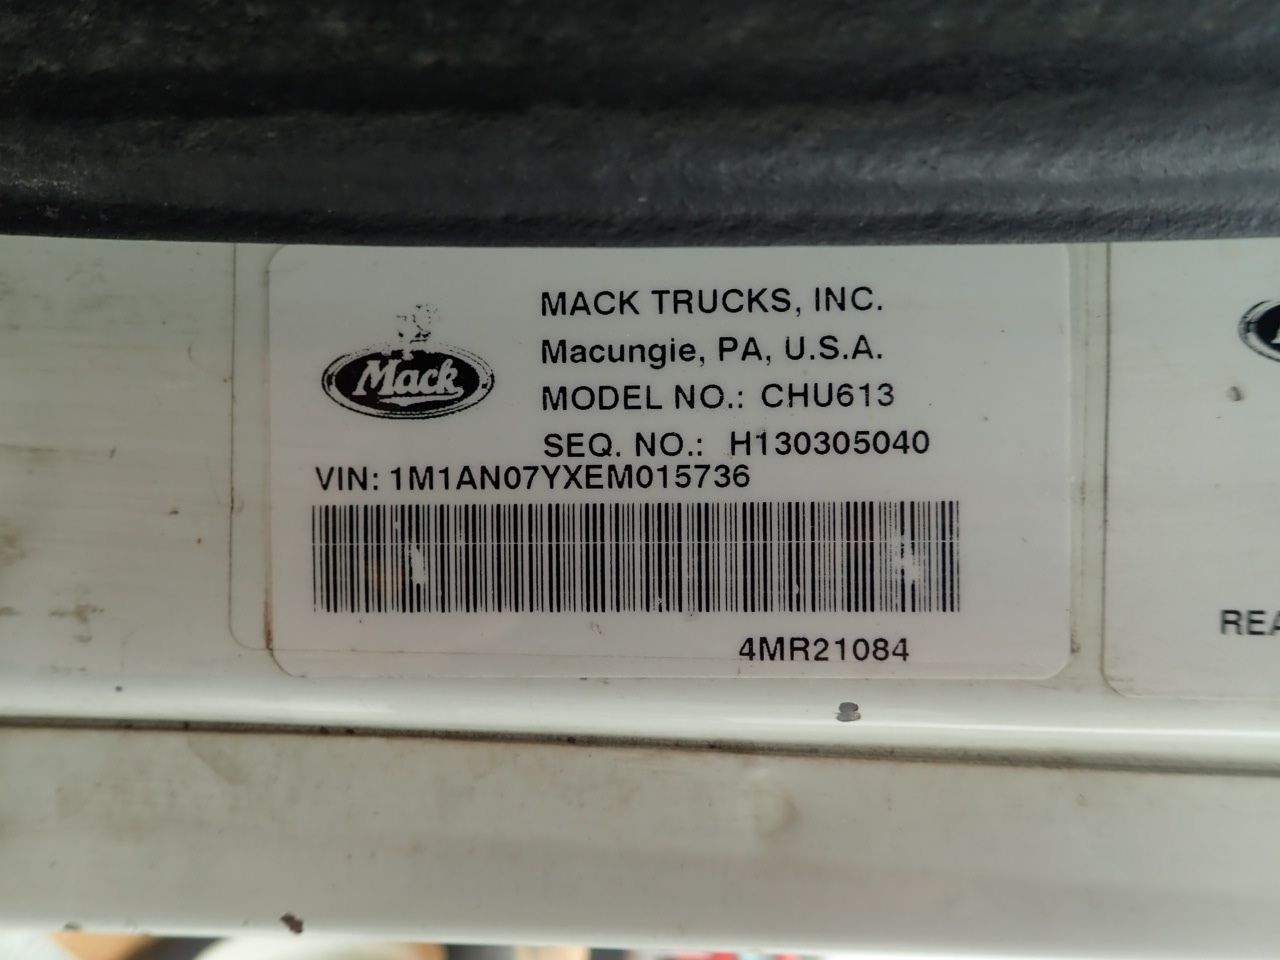 MACK TRUCKS, INC.
Macungie, PA, U.S.A.
Mack
MODEL NO.: CHU613
SEQ. NO.: H130305040
VIN: 1M1AN07YXEM015736
4MR21084
REA